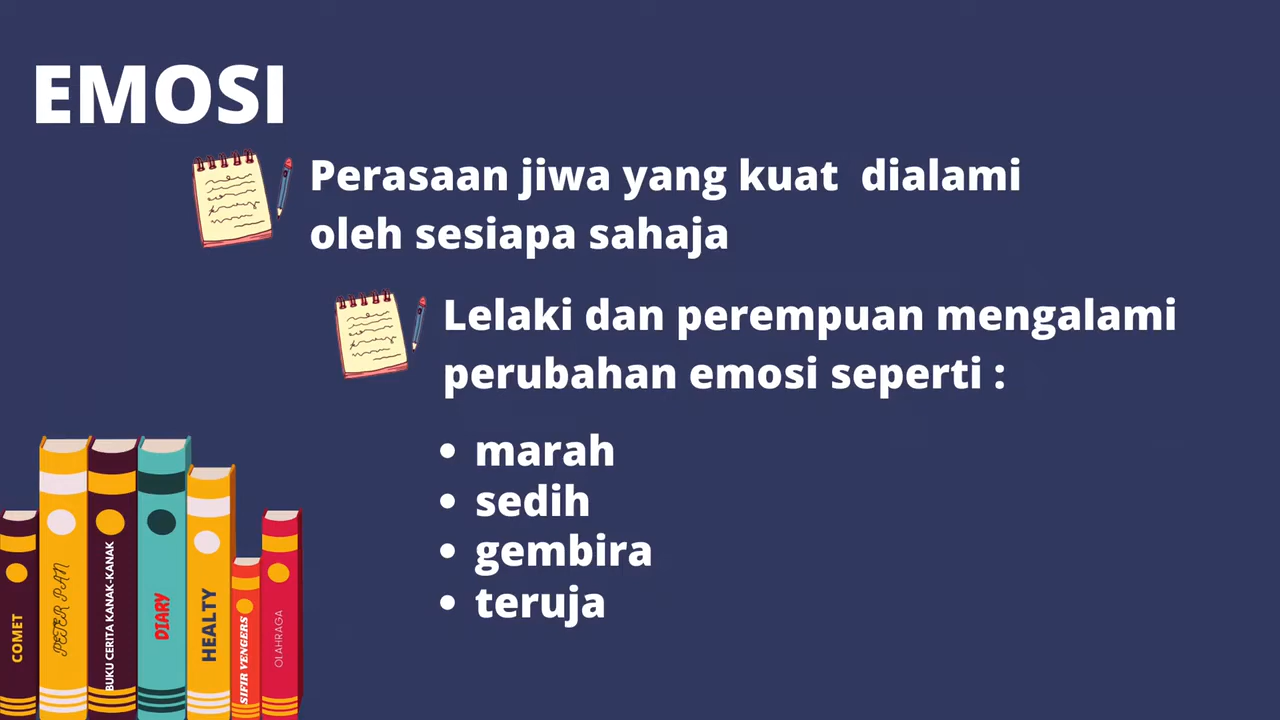 EMOSI
Perasaan jiwa yang kuat dialami
oleh sesiapa sahaja
Lelaki dan perempuan mengalami
perubahan emosi seperti :
• marah
• sedih
• gembira
• teruja
COMET
PETER PAN
BUKU CERITA KANAK-KANAK
DIARY
HEALTY
SIFIR VENGERS
OLAHRAGA